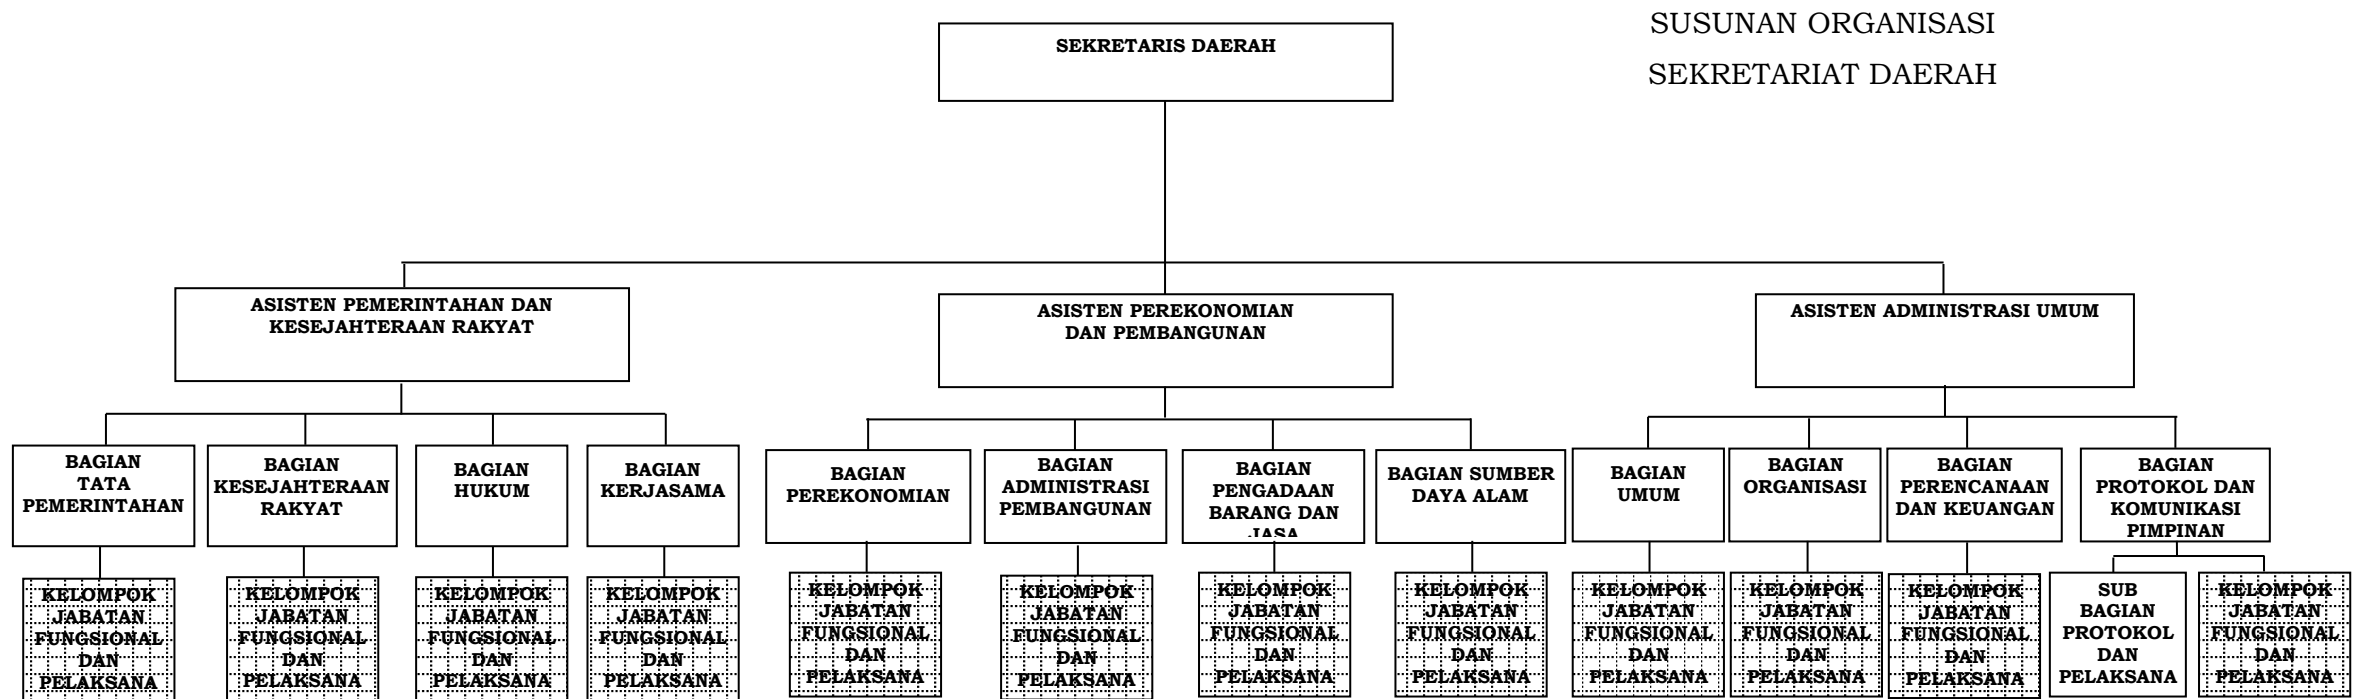 SUSUNAN ORGANISASI
SEKRETARIAT DAERAH
SEKRETARIS DAERAH
ASISTEN PEMERINTAHAN DAN
KESEJAHTERAAN RAKYAT
ASISTEN PEREKONOMIAN
DAN PEMBANGUNAN
ASISTEN ADMINISTRASI UMUM
BAGIAN
TATA
PEMERINTAHAN
BAGIAN
KESEJAHTERAAN
RAKYAT
BAGIAN
HUKUM
BAGIAN
KERJASAMA
BAGIAN
PEREKONOMIAN
BAGIAN
ADMINISTRASI
PEMBANGUNAN
BAGIAN
PENGADAAN
BARANG DAN
JASA
BAGIAN SUMBER
DAYA ALAM
BAGIAN
UMUM
BAGIAN
ORGANISASI
BAGIAN
PERENCANAAN
DAN KEUANGAN
BAGIAN
PROTOKOL DAN
KOMUNIKASI
PIMPINAN
KELOMPOK
JABATAN
FUNGSIONAL
DAN
PELAKSANA
KELOMPOK
JABATAN
FUNGSIONAL
DAN
PELAKSANA
KELOMPOK
JABATAN
FUNGSIONAL
DAN
PELAKSANA
KELOMPOK
JABATAN
FUNGSIONAL
DAN
PELAKSANA
KELOMPOK
JABATAN
FUNGSIONAL
DAN
PELAKSANA
KELOMPOK
JABATAN
FUNGSIONAL
DAN
PELAKSANA
KELOMPOK
JABATAN
FUNGSIONAL
DAN
PELAKSANA
KELOMPOK
JABATAN
FUNGSIONAL
DAN
PELAKSANA
KELOMPOK
JABATAN
FUNGSIONAL
DAN
PELAKSANA
KELOMPOK
JABATAN
FUNGSIONAL
DAN
PELAKSANA
KELOMPOK
JABATAN
FUNGSIONAL
DAN
PELAKSANA
SUB
BAGIAN
PROTOKOL
DAN
PELAKSANA
KELOMPOK
JABATAN
FUNGSIONAL
DAN
PELAKSANA